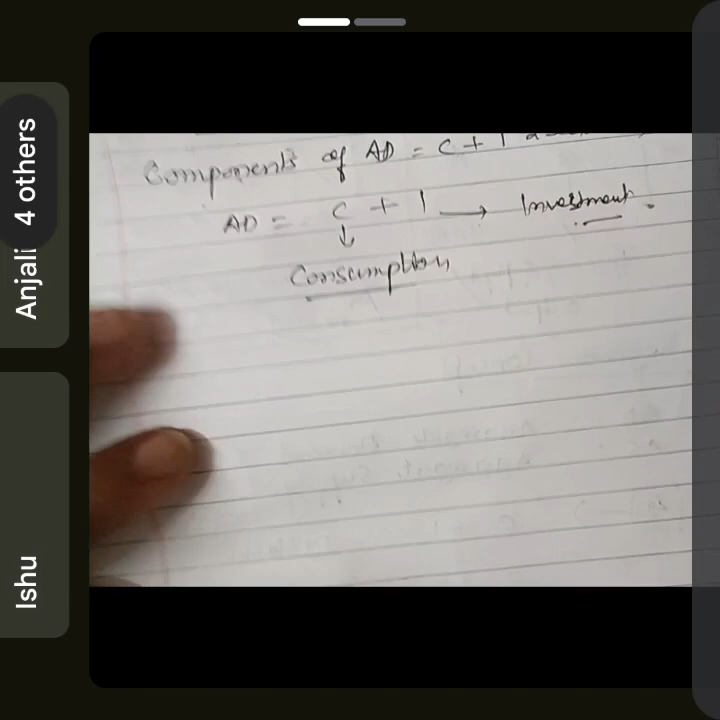 Components of AD = C + I
AD = C + I → Investment.
↓
Consumption
Anjali 4 others
Ishu